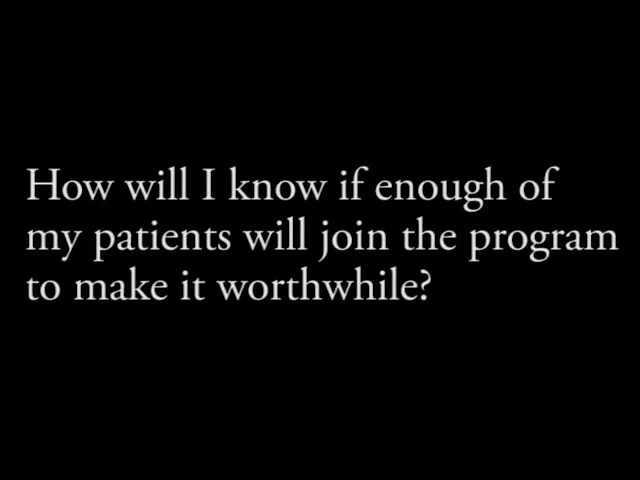 How will I know if enough of
my patients will join the program
to make it worthwhile?